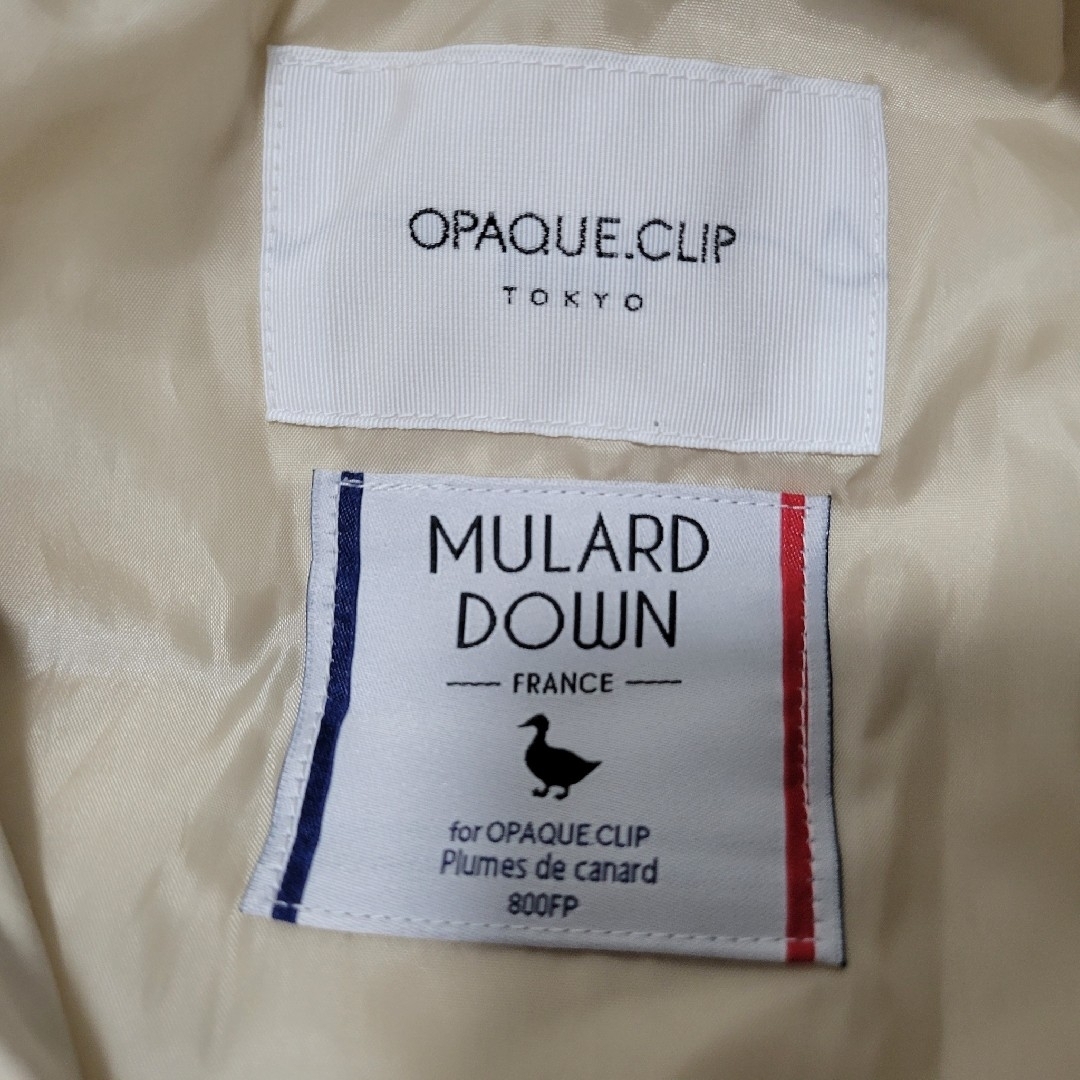 OPAQUE.CLIP
TOKYO
MULARD
DOWN
FRANCE
for OPAQUE.CLIP
Plumes de canard
800FP